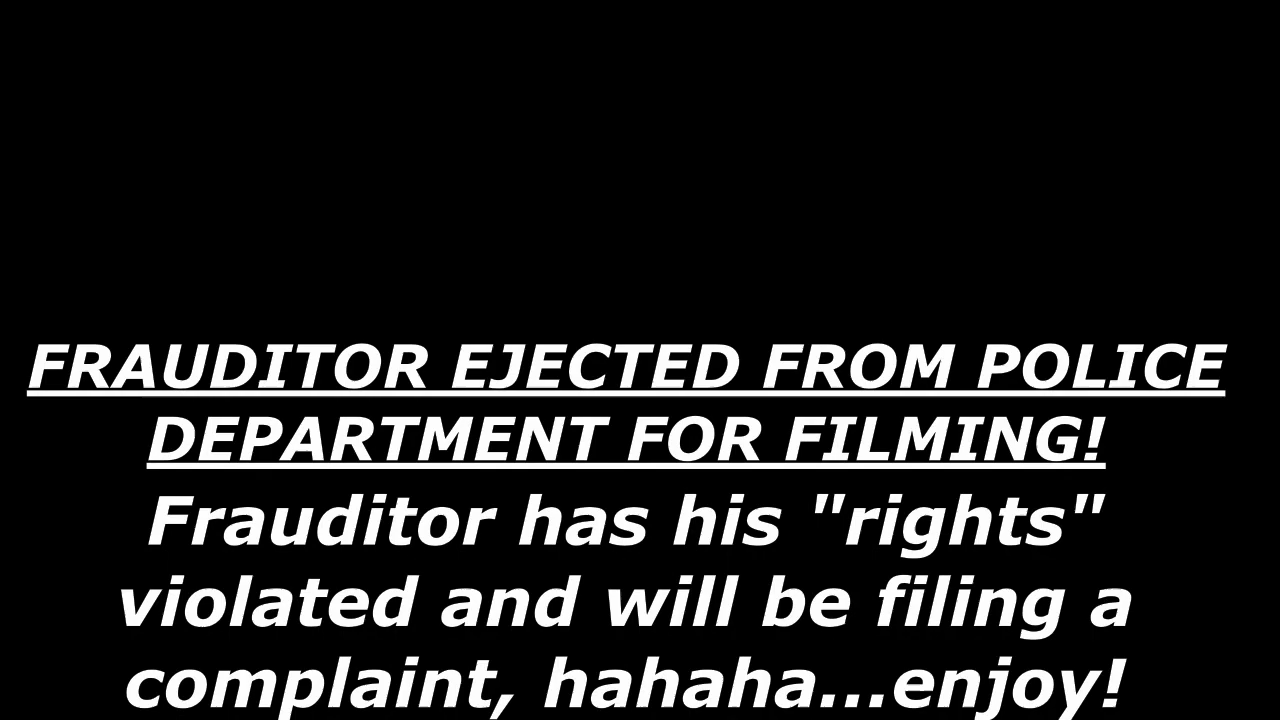 FRAUDITOR EJECTED FROM POLICE
DEPARTMENT FOR FILMING!
Frauditor has his "rights"
violated and will be filing a
complaint, hahaha...enjoy!